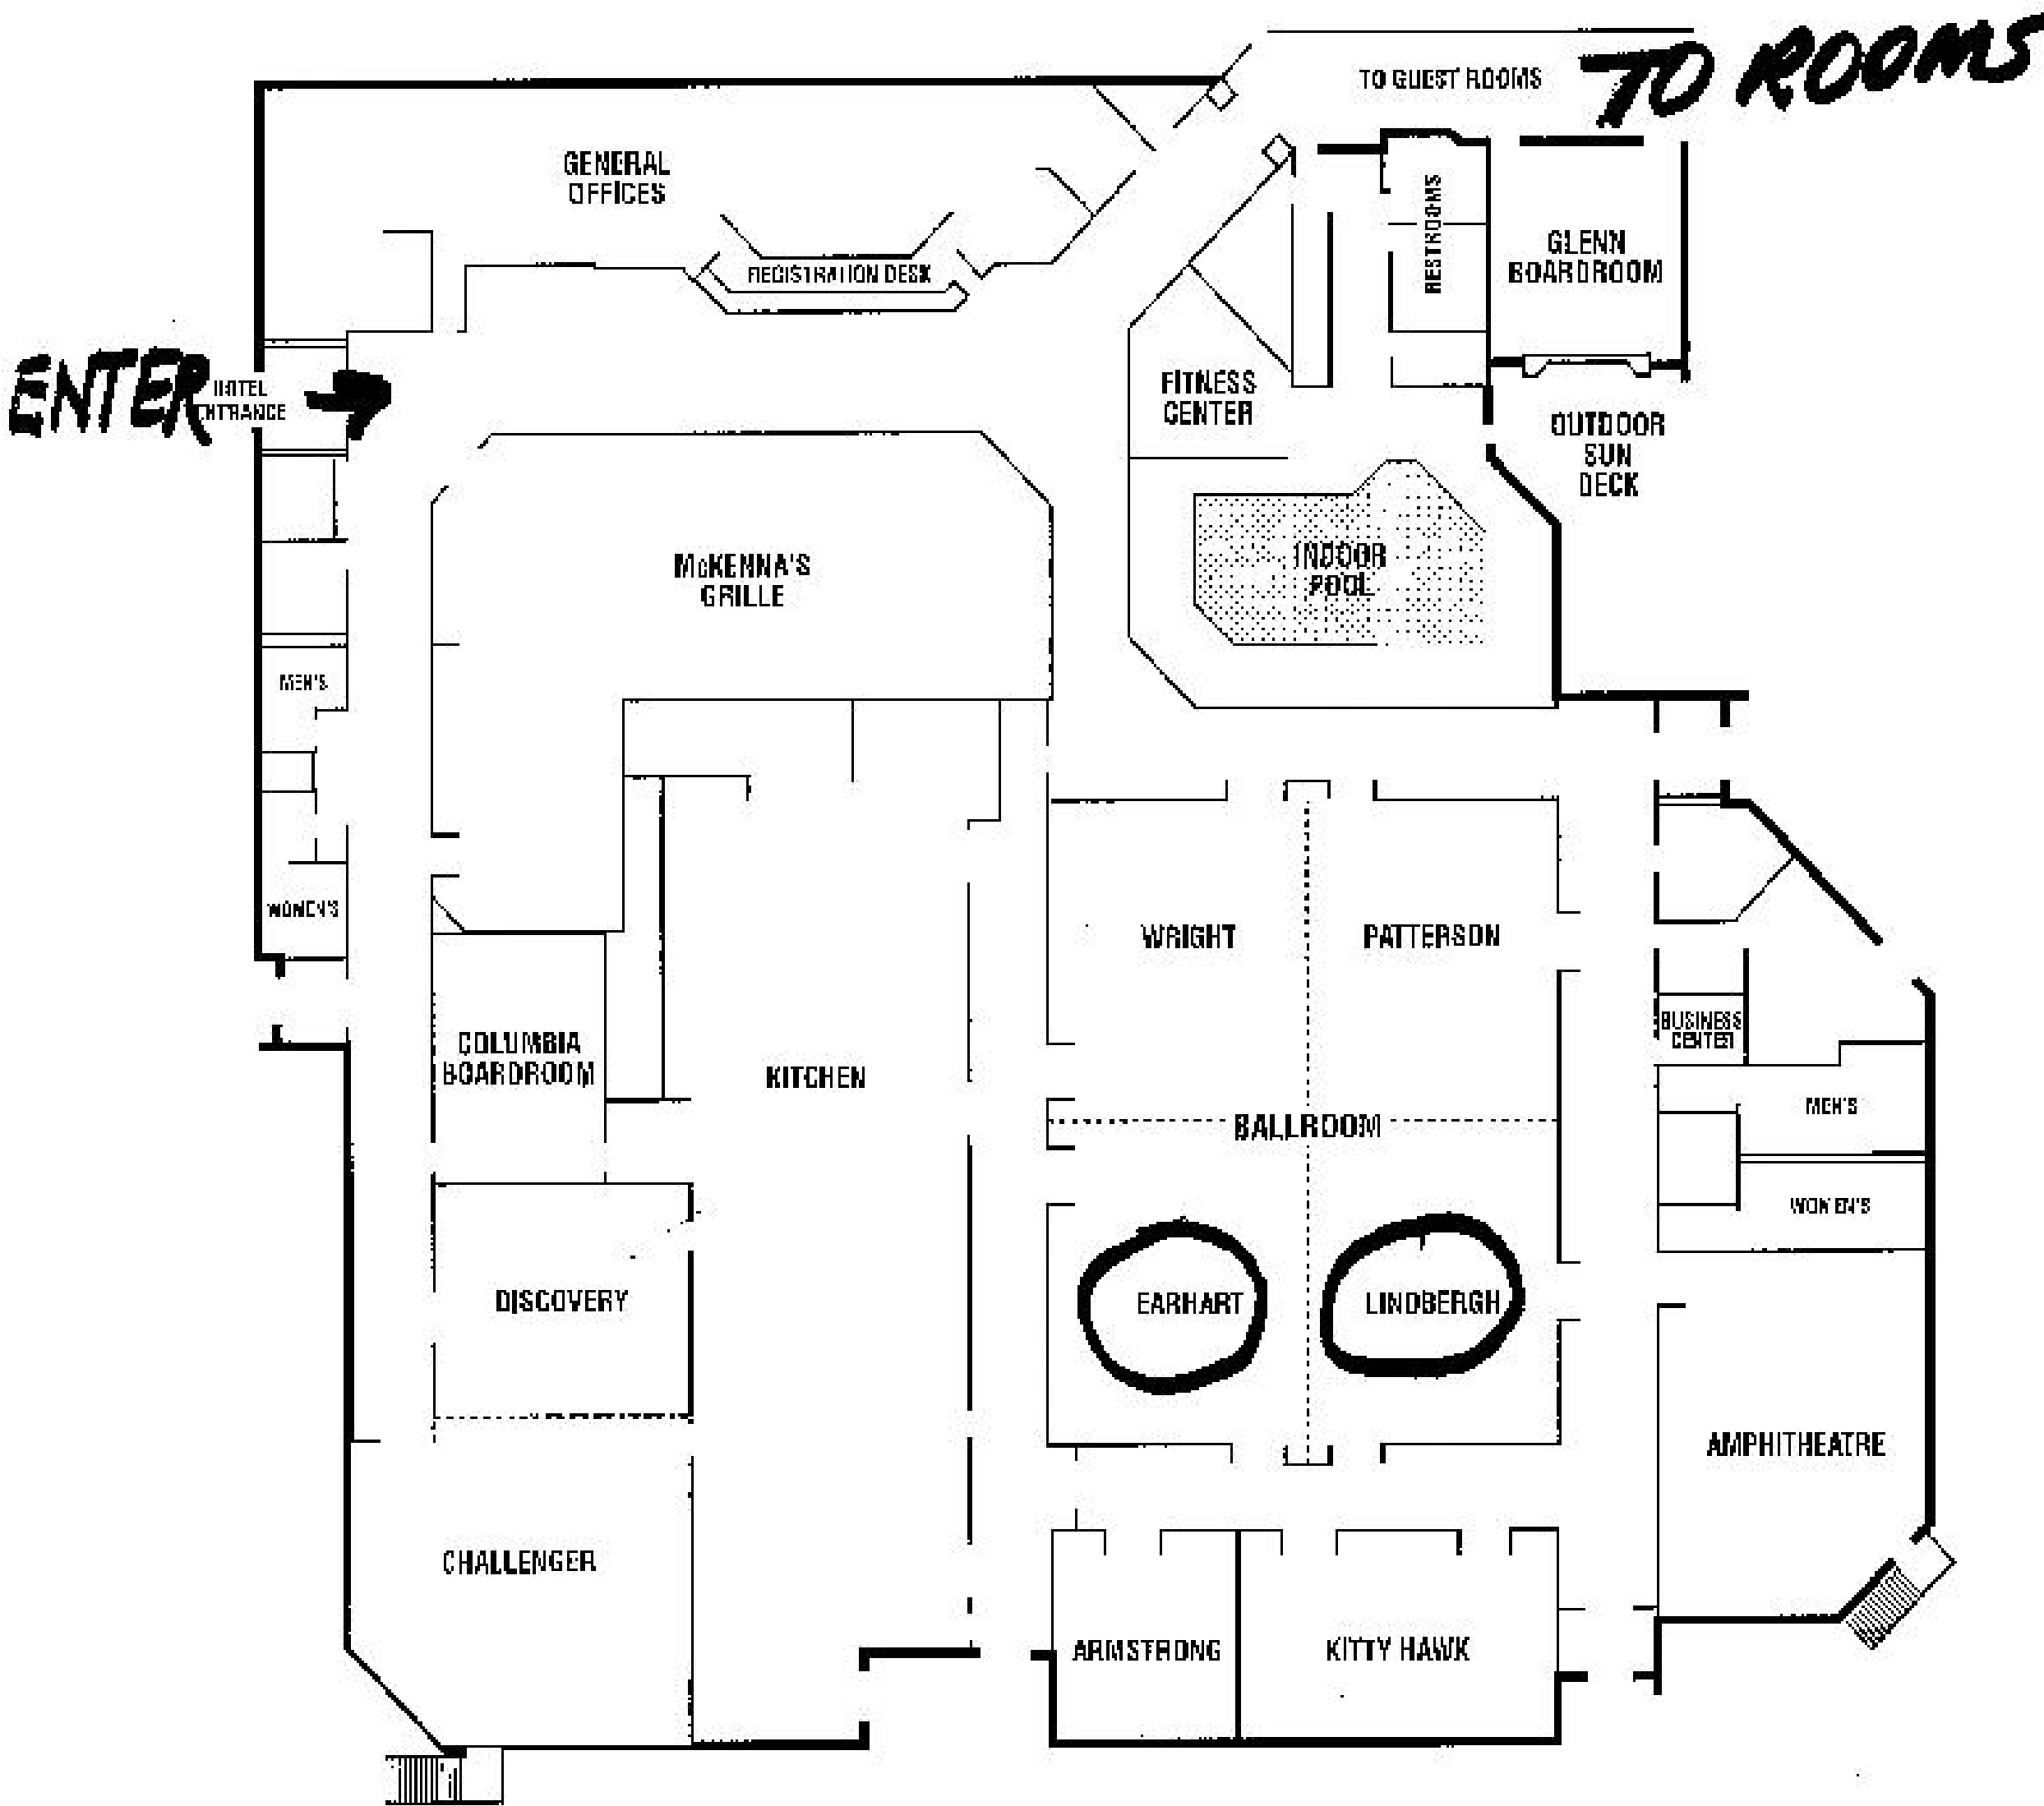 TO GUEST ROOMS
TO ROOMS
GENERAL
OFFICES
RESTROOMS
GLENN
BOARDROOM
REGISTRATION DESK
ENTER
HOTEL
ENTRANCE
FITNESS
CENTER
OUTDOOR
SUN
DECK
McKENNA'S
GRILLE
INDOOR
POOL
MEN'S
WOMEN'S
WRIGHT
PATTERSON
COLUMBIA
BOARDROOM
KITCHEN
BUSINESS
CENTER
MEN'S
BALLROOM
WOMEN'S
DISCOVERY
EARHART
LINDBERGH
AMPHITHEATRE
CHALLENGER
ARMSTRONG
KITTY HAWK